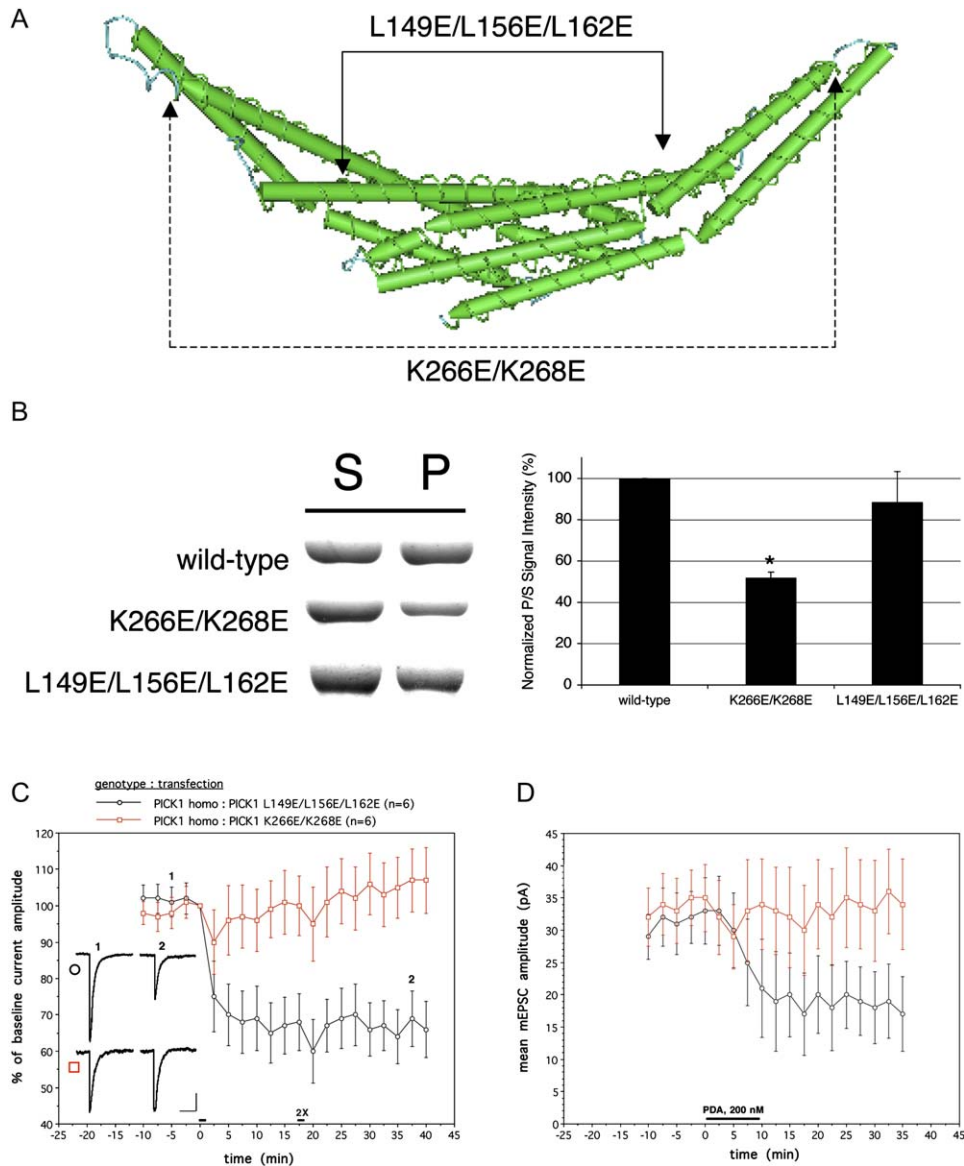 A
L149E/L156E/L162E
K266E/K268E
B
S P
wild-type
K266E/K268E
L149E/L156E/L162E
Normalized P/S Signal Intensity (%)
100
80
60
40
20
0
*
wild-type K266E/K268E L149E/L156E/L162E
C
genotype : transfection
PICK1 homo : PICK1 L149E/L156E/L162E (n=6)
PICK1 homo : PICK1 K266E/K268E (n=6)
% of baseline current amplitude
120
110
100
90
80
70
60
50
40
1
1 2
2
2X
-25 -20 -15 -10 -5 0 5 10 15 20 25 30 35 40 45
time (min)
D
mean mEPSC amplitude (pA)
45
40
35
30
25
20
15
10
5
0
PDA, 200 nM
-25 -20 -15 -10 -5 0 5 10 15 20 25 30 35 40 45
time (min)